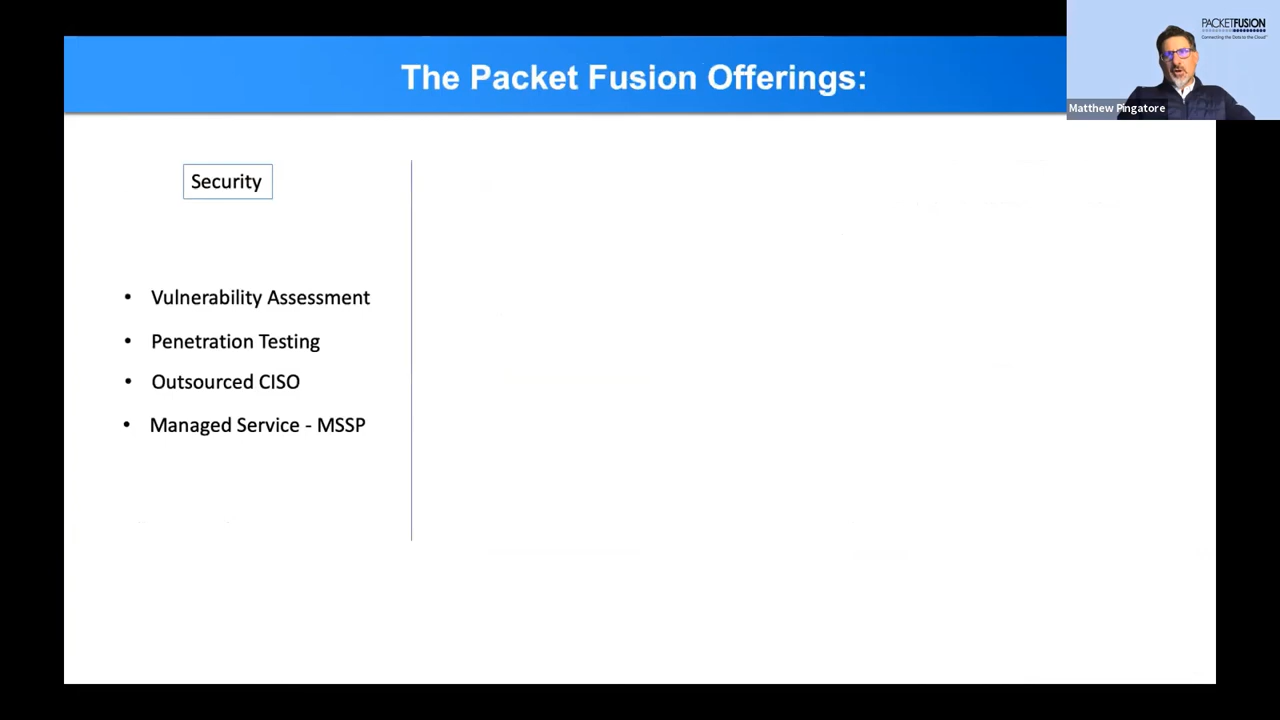 The Packet Fusion Offerings:
PACKETFUSION
Connecting the Data to the Cloud
Matthew Pingatore
Security
• Vulnerability Assessment
• Penetration Testing
• Outsourced CISO
• Managed Service - MSSP